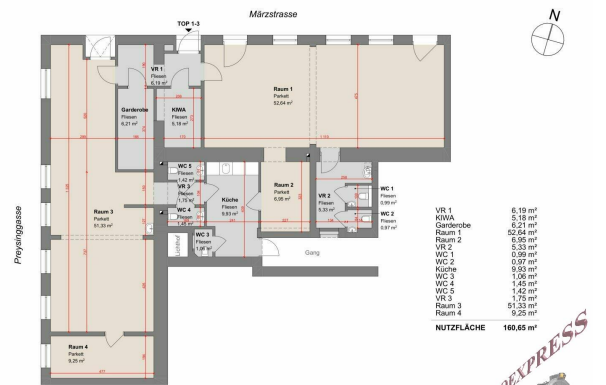 Märzstrasse
N
TOP 1-3
VR 1
Fliesen
6,19 m²
Garderobe
Fliesen
6,21 m²
KIWA
Fliesen
5,18 m²
Raum 1
Parkett
52,64 m²
WC 5
Fliesen
1,42 m²
VR 3
Fliesen
1,75 m²
WC 4
Fliesen
1,45 m²
Küche
Fliesen
9,93 m²
Raum 2
Parkett
6,95 m²
VR 2
Fliesen
5,33 m²
WC 1
Fliesen
0,99 m²
WC 2
Fliesen
0,97 m²
WC 3
Fliesen
1,06 m²
Lichthof
Gang
Preysinggasse
Raum 3
Parkett
51,33 m²
Raum 4
Parkett
9,25 m²
VR 1 6,19 m²
KIWA 5,18 m²
Garderobe 6,21 m²
Raum 1 52,64 m²
Raum 2 6,95 m²
VR 2 5,33 m²
WC 1 0,99 m²
WC 2 0,97 m²
Küche 9,93 m²
WC 3 1,06 m²
WC 4 1,45 m²
WC 5 1,42 m²
VR 3 1,75 m²
Raum 3 51,33 m²
Raum 4 9,25 m²
NUTZFLÄCHE 160,65 m²